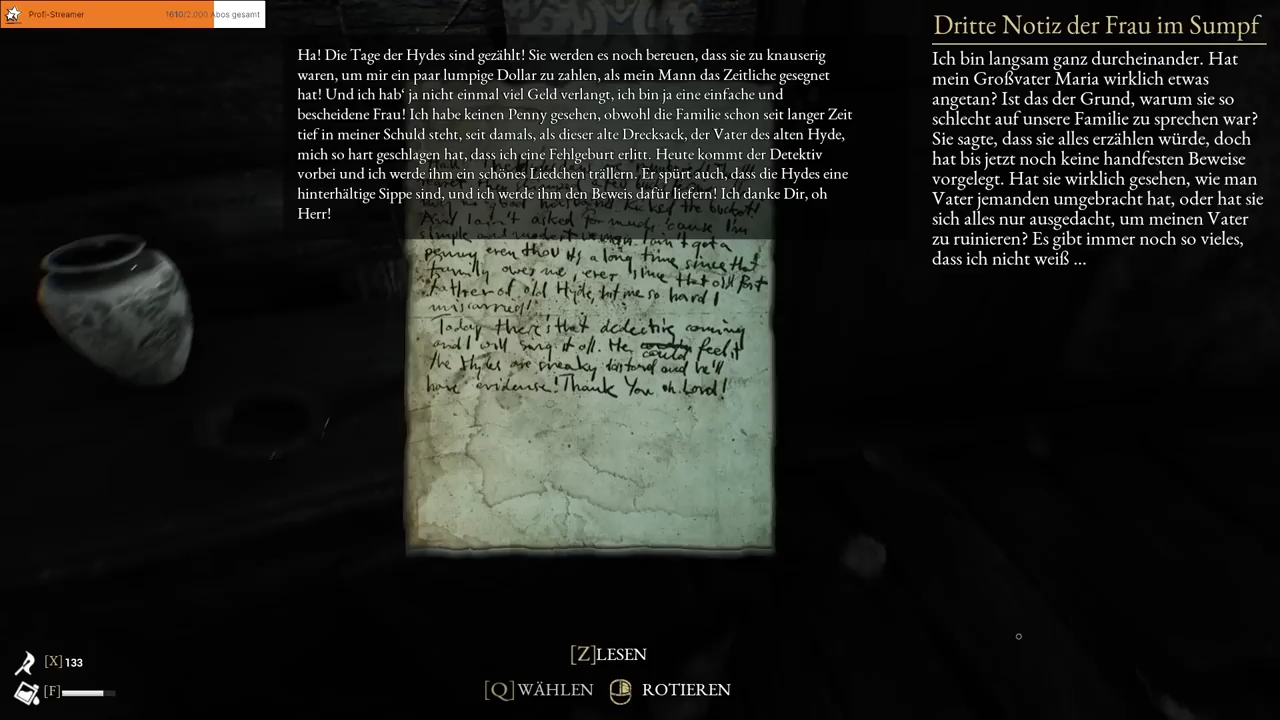 Profi-Streamer
1610/2.000 Abos gesamt
Ha! Die Tage der Hydes sind gezählt! Sie werden es noch bereuen, dass sie zu knauserig
waren, um mir ein paar lumpige Dollar zu zahlen, als mein Mann das Zeitliche gesegnet
hat! Und ich hab‘ ja nicht einmal viel Geld verlangt, ich bin ja eine einfache und
bescheidene Frau! Ich habe keinen Penny gesehen, obwohl die Familie schon seit langer Zeit
tief in meiner Schuld steht, seit damals, als dieser alte Drecksack, der Vater des alten Hyde,
mich so hart geschlagen hat, dass ich eine Fehlgeburt erlitt. Heute kommt der Detektiv
vorbei und ich werde ihm ein schönes Liedchen trällern. Er spürt auch, dass die Hydes eine
hinterhältige Sippe sind, und ich werde ihm den Beweis dafür liefern! Ich danke Dir, oh
Herr!
And I ain't asked for much, 'cause I'm
simple and modest woman. I ain't got a
penny even thou it's a long time since that
family owes me, ever since that old fart
father of old Hyde, hit me so hard I
miscarried!
Today there's that dedective coming
and I will sing it all. He could feel it
the Hydes are sneaky bastard and he'll
have evidense! Thank You oh Lord!
Dritte Notiz der Frau im Sumpf
Ich bin langsam ganz durcheinander. Hat
mein Großvater Maria wirklich etwas
angetan? Ist das der Grund, warum sie so
schlecht auf unsere Familie zu sprechen war?
Sie sagte, dass sie alles erzählen würde, doch
hat bis jetzt noch keine handfesten Beweise
vorgelegt. Hat sie wirklich gesehen, wie man
Vater jemanden umgebracht hat, oder hat sie
sich alles nur ausgedacht, um meinen Vater
zu ruinieren? Es gibt immer noch so vieles,
dass ich nicht weiß ...
[X] 133
[F]
[Z]LESEN
[Q]WÄHLEN ROTIEREN